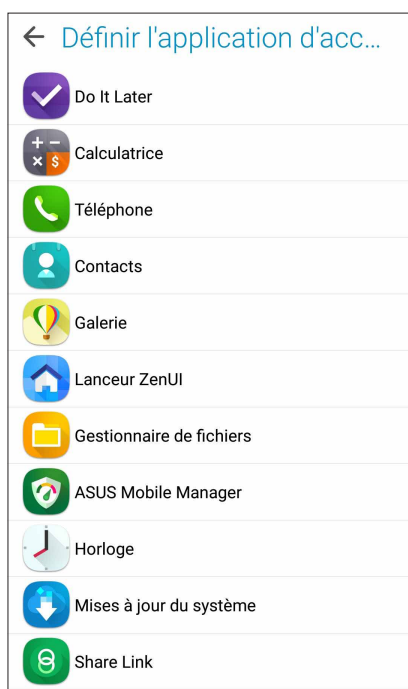 Définir l'application d'acc...
Do It Later
Calculatrice
Téléphone
Contacts
Galerie
Lanceur ZenUI
Gestionnaire de fichiers
ASUS Mobile Manager
Horloge
Mises à jour du système
Share Link